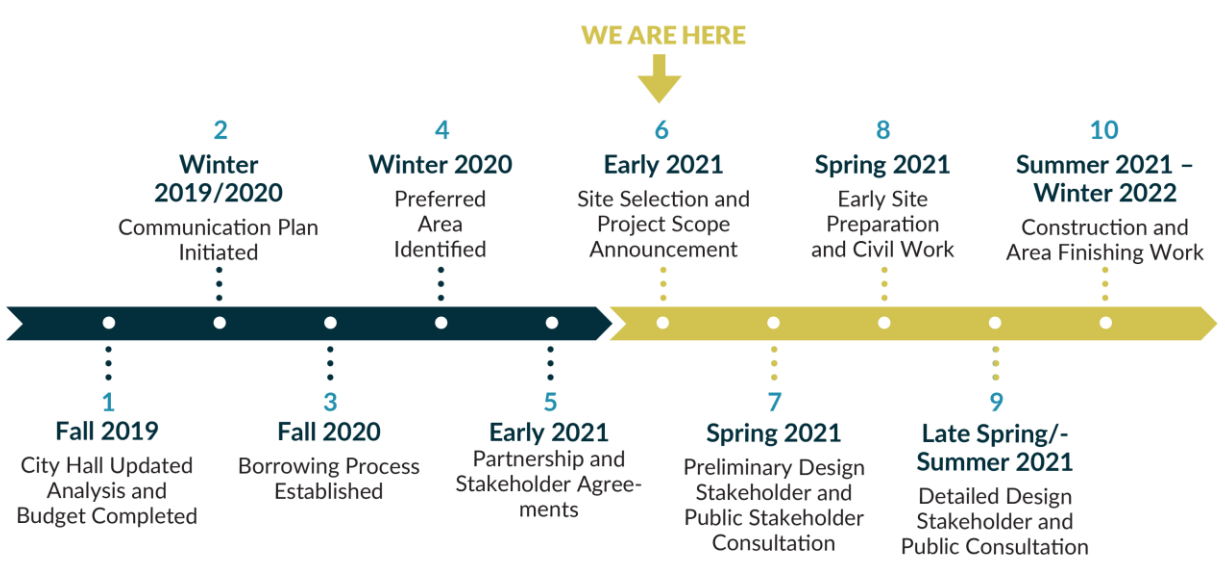 WE ARE HERE
2
Winter
2019/2020
Communication Plan
Initiated
4
Winter 2020
Preferred
Area
Identified
6
Early 2021
Site Selection and
Project Scope
Announcement
8
Spring 2021
Early Site
Preparation
and Civil Work
10
Summer 2021 –
Winter 2022
Construction and
Area Finishing Work
1
Fall 2019
City Hall Updated
Analysis and
Budget Completed
3
Fall 2020
Borrowing Process
Established
5
Early 2021
Partnership and
Stakeholder Agree-
ments
7
Spring 2021
Preliminary Design
Stakeholder and
Public Stakeholder
Consultation
9
Late Spring/-
Summer 2021
Detailed Design
Stakeholder and
Public Consultation